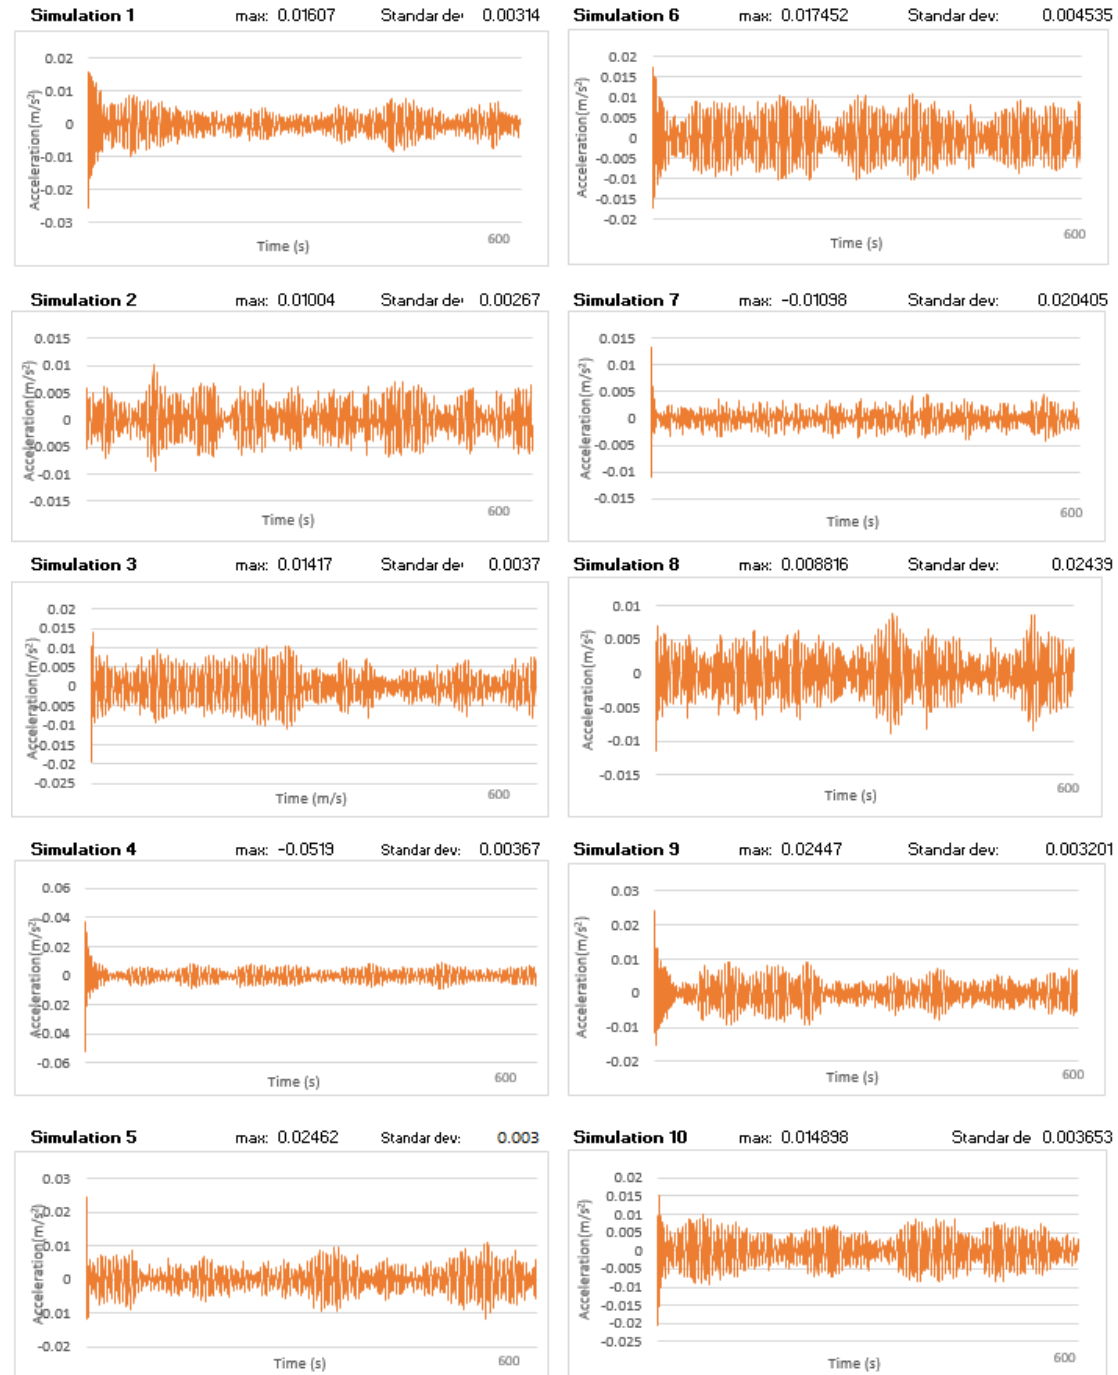 Simulation 1 max: 0.01607 Standar de 0.00314
0.02
0.01
0
-0.01
-0.02
-0.03
Acceleration(m/s²)
Time (s)
600
Simulation 2 max: 0.01004 Standar de 0.00267
0.015
0.01
0.005
0
-0.005
-0.01
-0.015
Acceleration(m/s²)
Time (s)
600
Simulation 3 max: 0.01417 Standar de 0.0037
0.02
0.015
0.01
0.005
0
-0.005
-0.01
-0.015
-0.02
-0.025
Acceleration(m/s²)
Time (m/s)
600
Simulation 4 max: -0.0519 Standar dev: 0.00367
0.06
0.04
0.02
0
-0.02
-0.04
-0.06
Acceleration(m/s²)
Time (s)
600
Simulation 5 max: 0.02462 Standar dev: 0.003
0.03
0.02
0.01
0
-0.01
-0.02
Acceleration(m/s²)
Time (s)
600
Simulation 6 max: 0.017452 Standar dev: 0.004535
0.02
0.015
0.01
0.005
0
-0.005
-0.01
-0.015
-0.02
Acceleration(m/s²)
Time (s)
600
Simulation 7 max: -0.01098 Standar dev: 0.020405
0.015
0.01
0.005
0
-0.005
-0.01
-0.015
Acceleration(m/s²)
Time (s)
600
Simulation 8 max: 0.008816 Standar dev: 0.02439
0.01
0.005
0
-0.005
-0.01
-0.015
Acceleration(m/s²)
Time (s)
600
Simulation 9 max: 0.02447 Standar dev: 0.003201
0.03
0.02
0.01
0
-0.01
-0.02
Acceleration(m/s²)
Time (s)
600
Simulation 10 max: 0.014898 Standar de 0.003653
0.02
0.015
0.01
0.005
0
-0.005
-0.01
-0.015
-0.02
-0.025
Acceleration(m/s²)
Time (s)
600